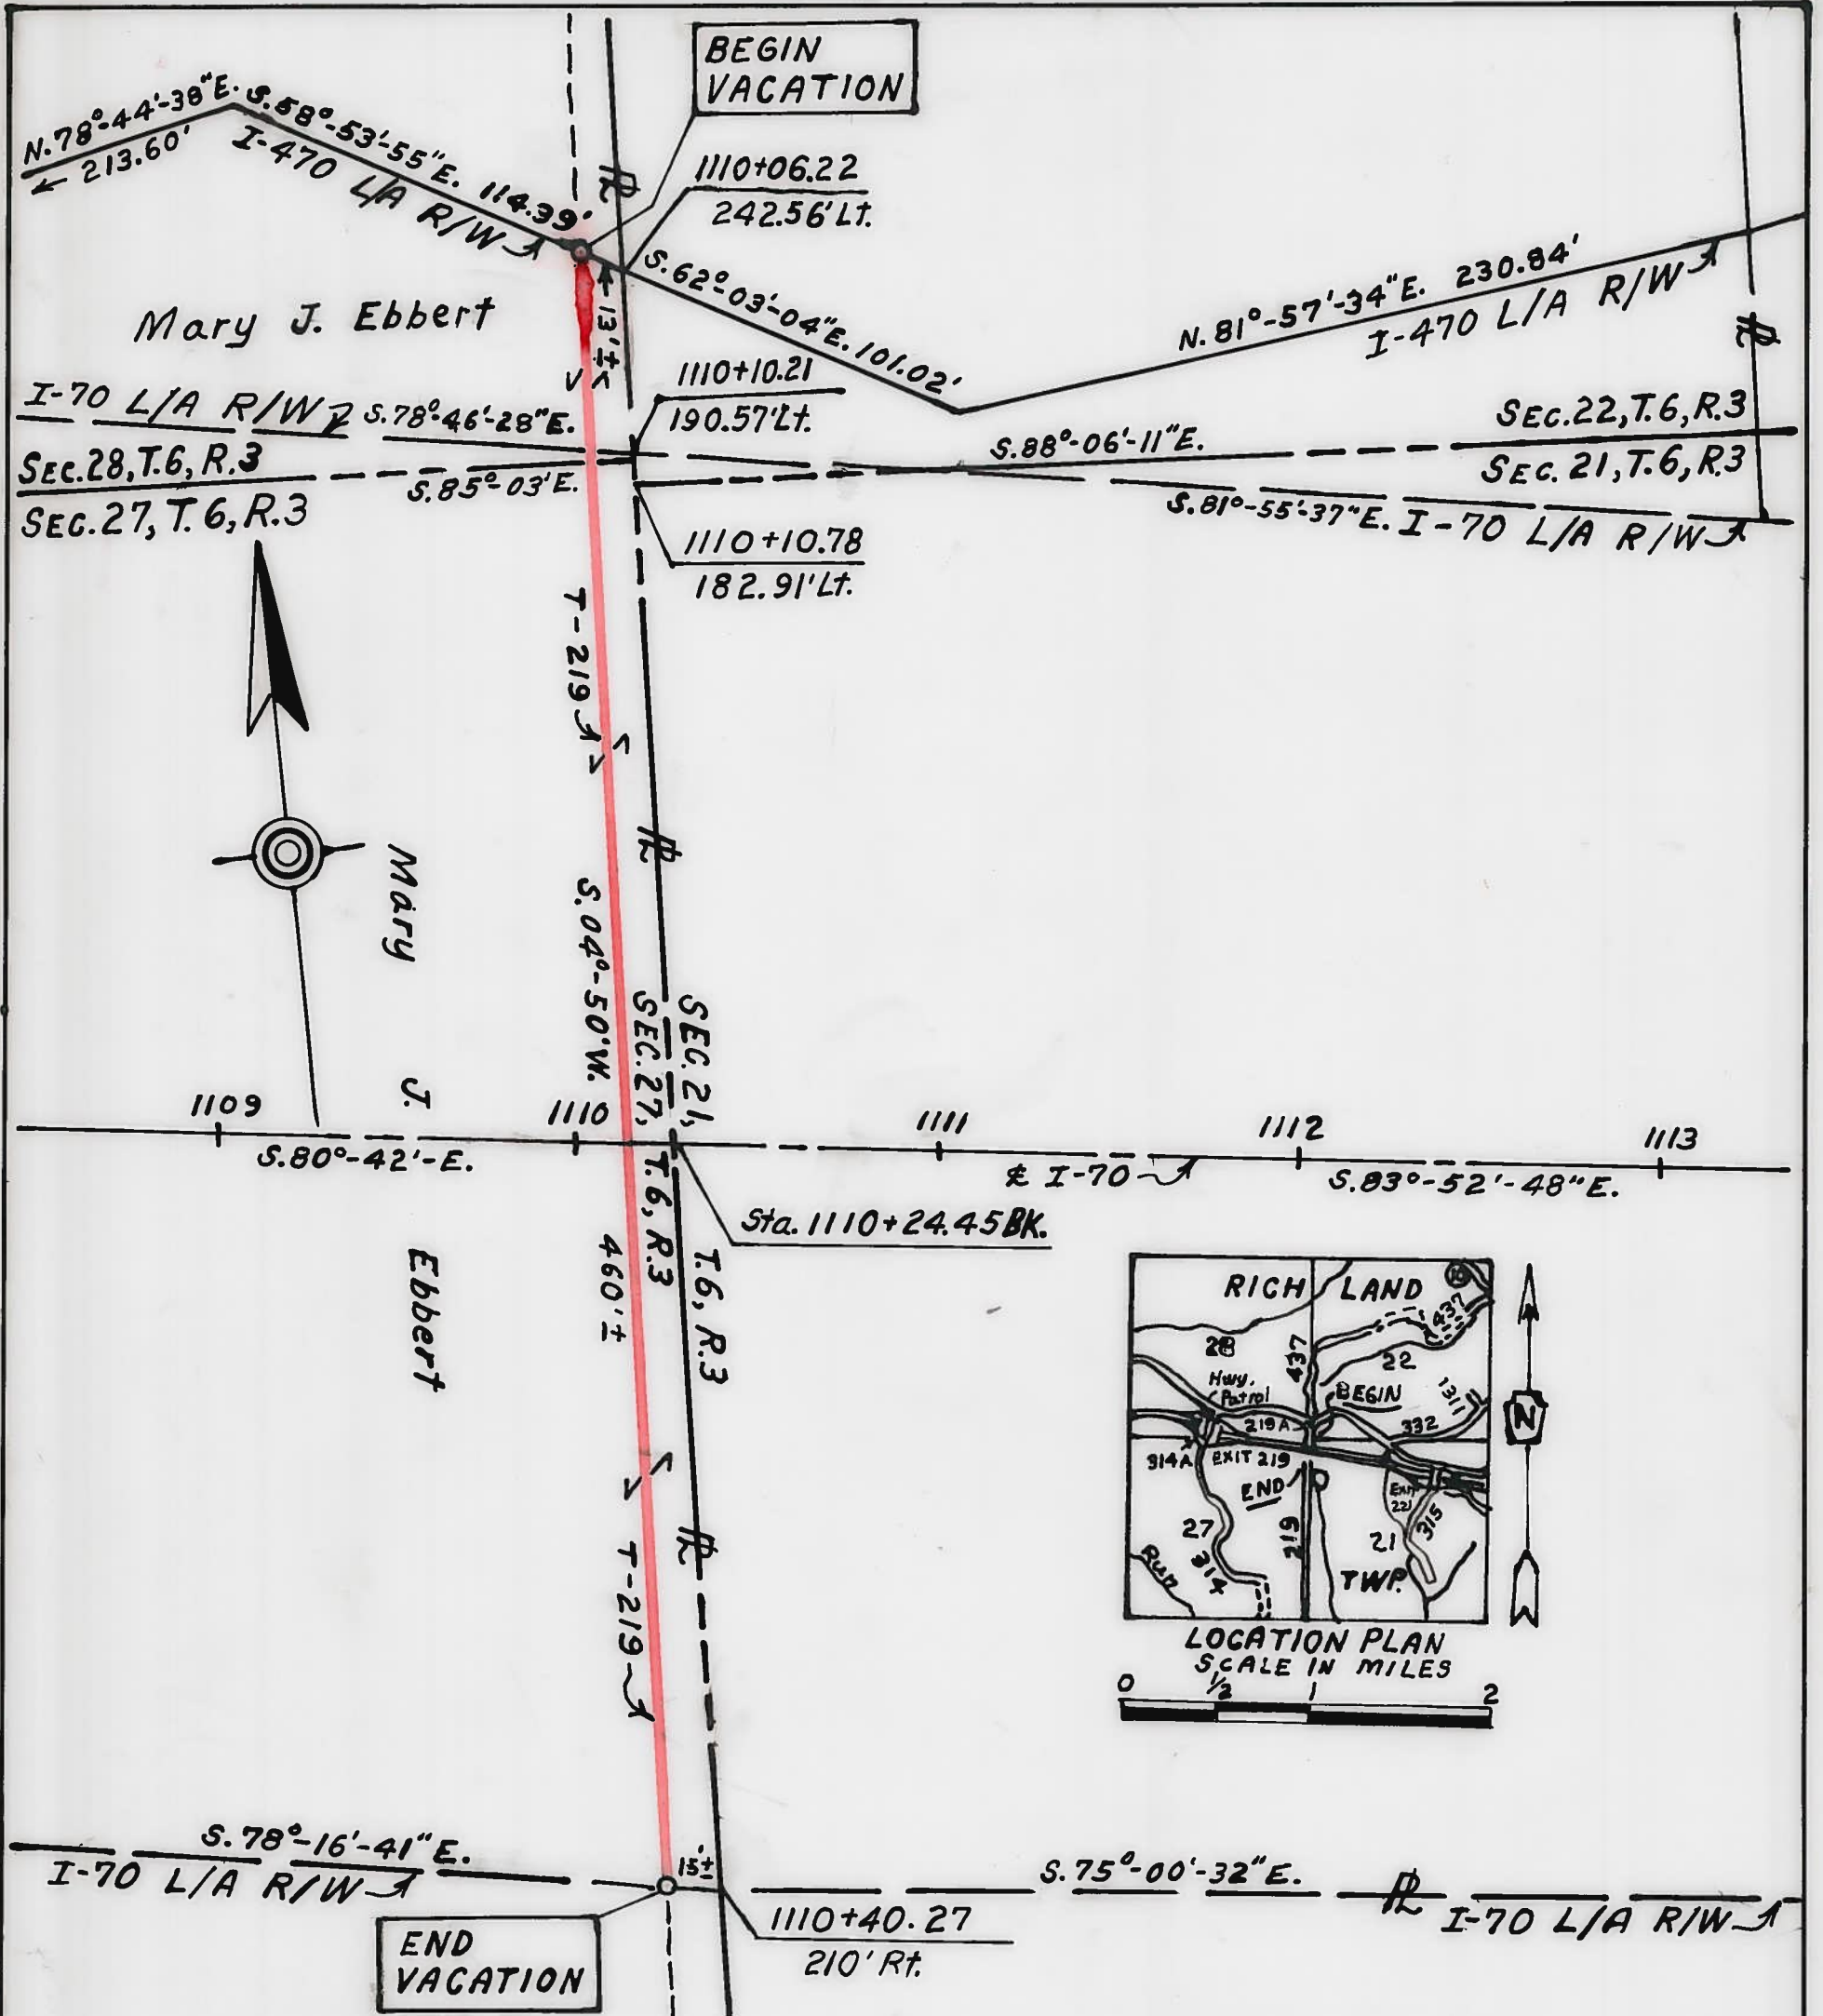 BEGIN
VACATION
N.78°-44'-38"E.
← 213.60'
S.58°-53'-55"E. 114.39'
I-470 L/A R/W
1110+06.22
242.56' Lt.
S.62°-03'-04"E. 101.02'
N.81°-57'-34"E. 230.84'
I-470 L/A R/W
Mary J. Ebbert
13'±
1110+10.21
190.57' Lt.
I-70 L/A R/W
S.78°-46'-28"E.
SEC.22, T.6, R.3
S.88°-06'-11"E.
SEC.28, T.6, R.3
SEC. 21, T.6, R.3
S.85°-03'E.
SEC.27, T. 6, R.3
S.81°-55'-37"E. I-70 L/A R/W
1110+10.78
182.91' Lt.
T-219
S.04°-50'W.
460'±
T-219
SEC.27, T.6, R.3
SEC.21, T.6, R.3
Mary J. Ebbert
1109
1110
1111
1112
1113
S.80°-42'-E.
℄ I-70
S.83°-52'-48"E.
Sta. 1110+24.45 BK.
RICH LAND
437
28
437
22
Hwy.
Patrol
BEGIN
1311
219A
332
314A
EXIT 219
END
EXIT
221
27
219
21
315
314
Run
TWP.
N
LOCATION PLAN
SCALE IN MILES
0 1/2 1 2
S. 78°-16'-41"E.
I-70 L/A R/W
15'±
S.75°-00'-32"E.
I-70 L/A R/W
1110+40.27
210' Rt.
END
VACATION